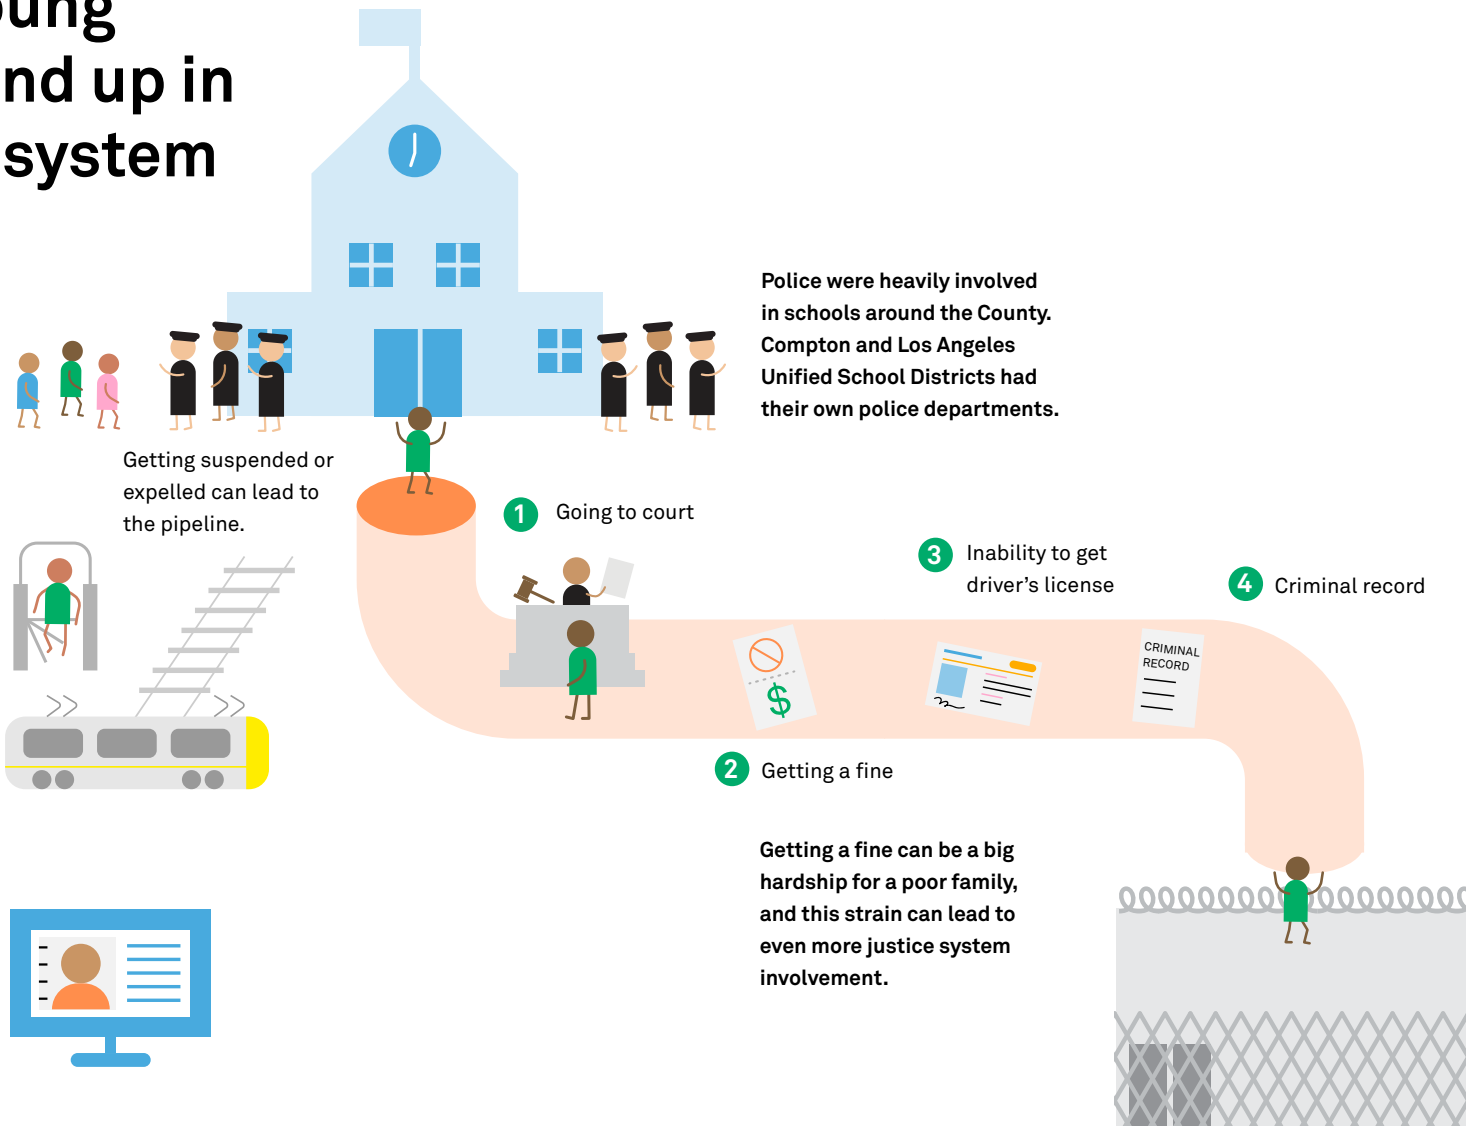 oung
nd up in
system
Police were heavily involved
in schools around the County.
Compton and Los Angeles
Unified School Districts had
their own police departments.
Getting suspended or
expelled can lead to
the pipeline.
1 Going to court
3 Inability to get
driver's license
4 Criminal record
CRIMINAL
RECORD
$
2 Getting a fine
Getting a fine can be a big
hardship for a poor family,
and this strain can lead to
even more justice system
involvement.